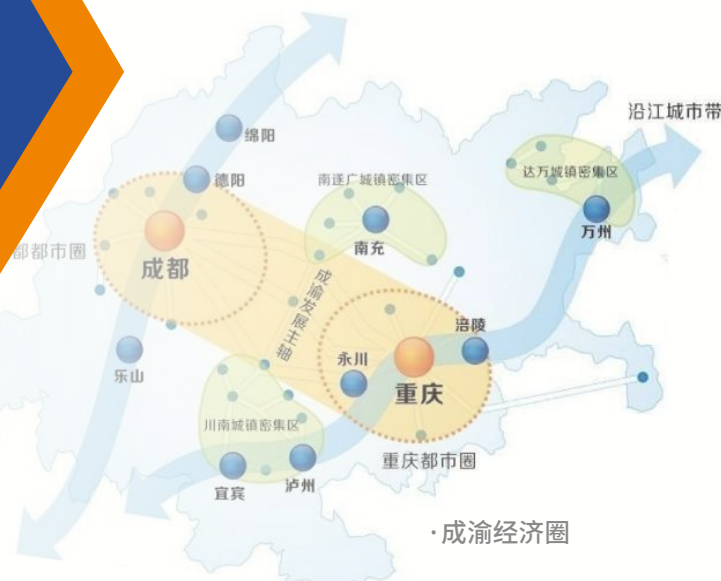 沿江城市带
绵阳
达万城镇密集区
德阳
南遂广城镇密集区
万州
南充
都都市圈
成都
成渝发展主轴
涪陵
永川
乐山
重庆
川南城镇密集区
重庆都市圈
泸州
宜宾
·成渝经济圈